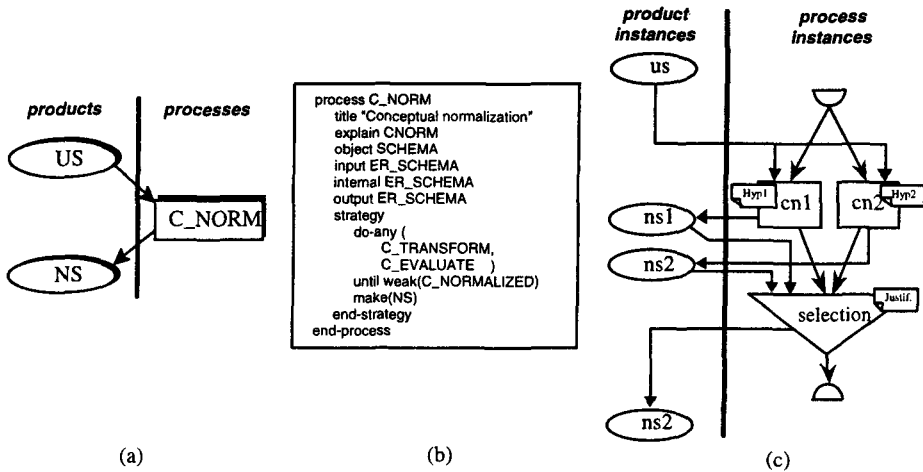 products
processes
US
C_NORM
NS
(a)
process C_NORM
title "Conceptual normalization"
explain CNORM
object SCHEMA
input ER_SCHEMA
internal ER_SCHEMA
output ER_SCHEMA
strategy
do-any (
C_TRANSFORM,
C_EVALUATE )
until weak(C_NORMALIZED)
make(NS)
end-strategy
end-process
(b)
product
instances
process
instances
us
Hyp1
cn1
cn2
Hyp2
ns1
ns2
selection
Justif.
ns2
(c)